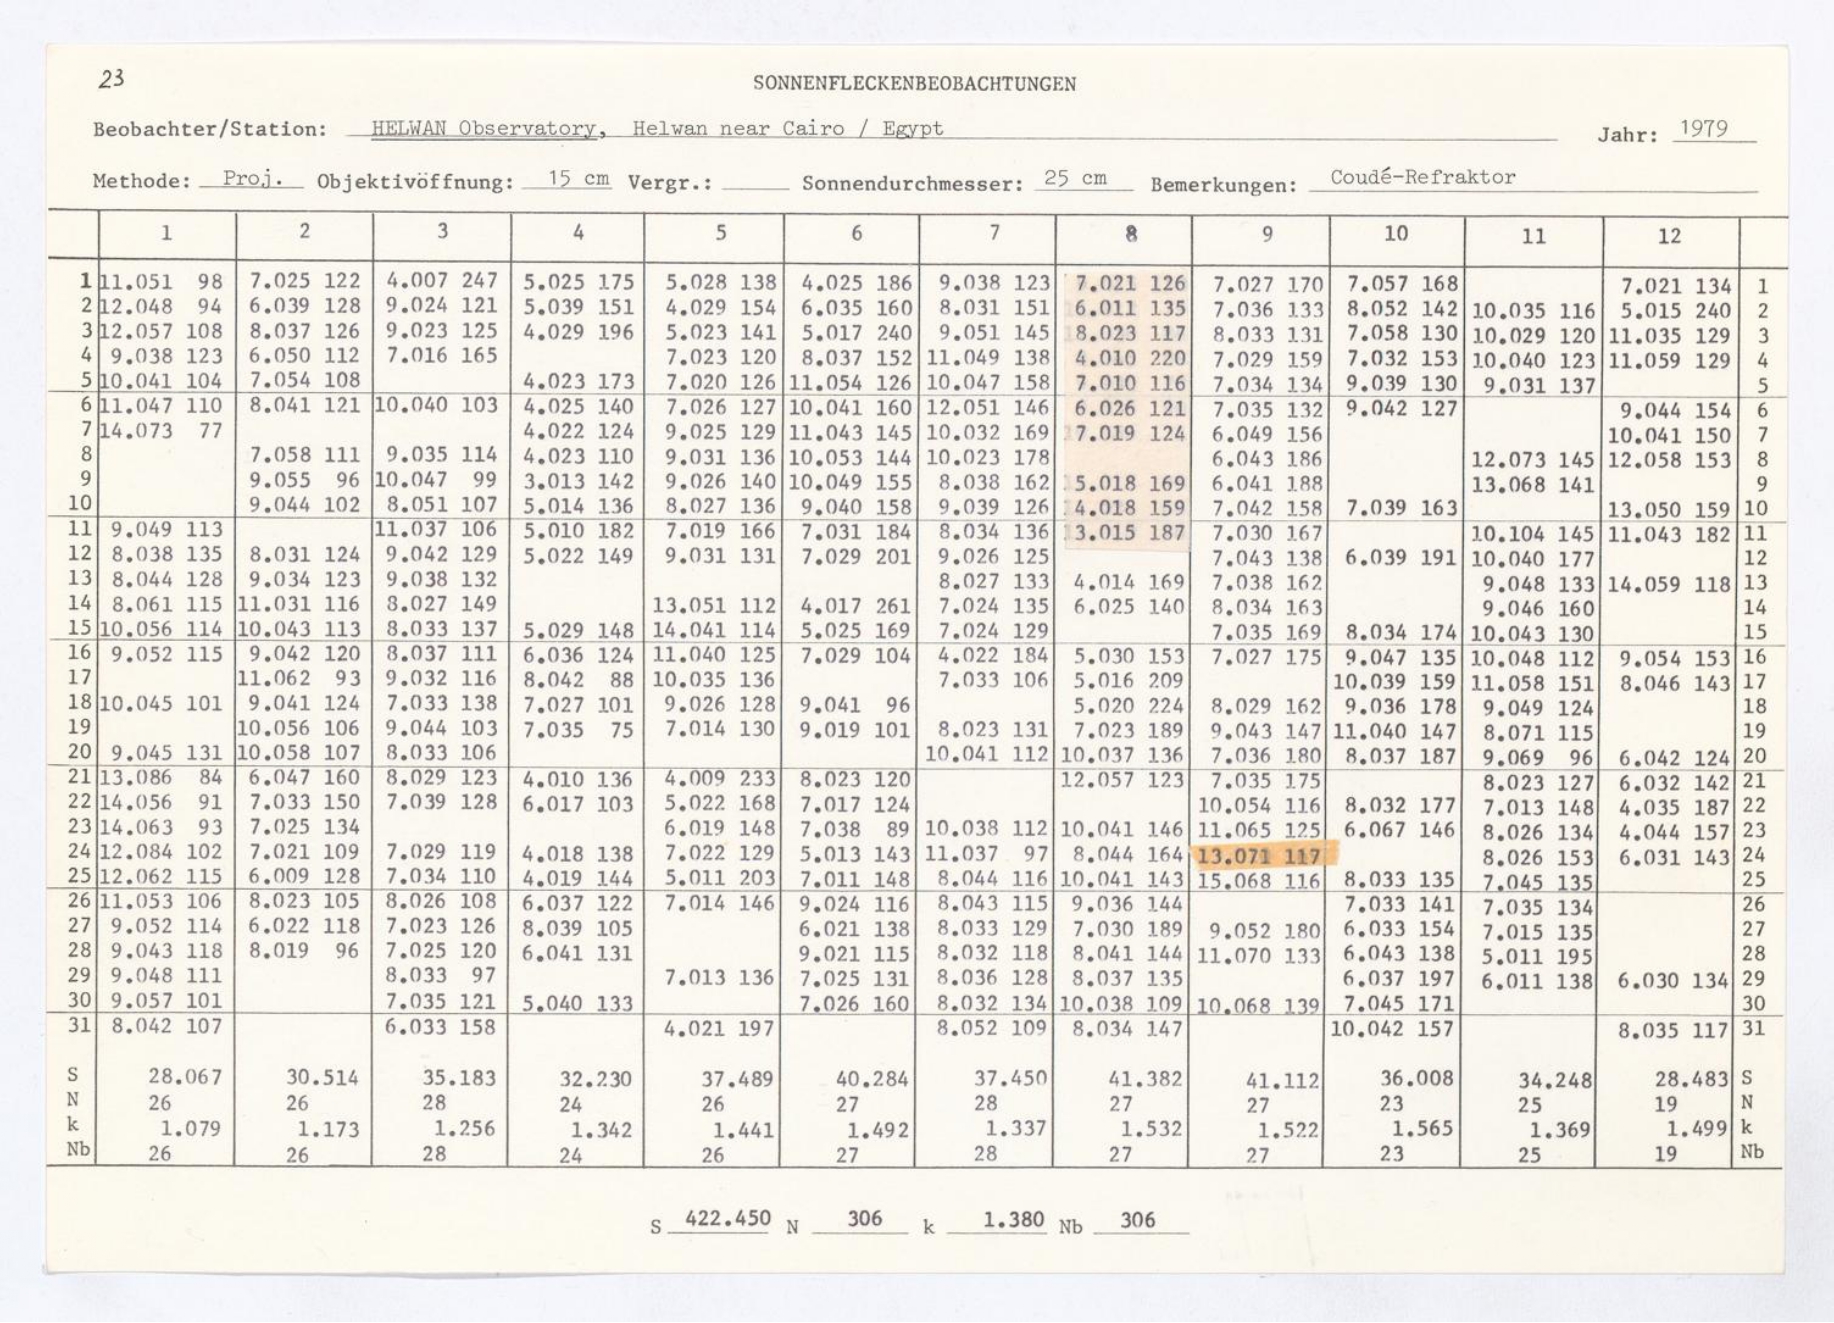 23
SONNENFLECKENBEOBACHTUNGEN
Beobachter/Station: HELWAN Observatory, Helwan near Cairo / Egypt Jahr: 1979
Methode: Proj. Objektivöffnung: 15 cm Vergr.: Sonnendurchmesser: 25 cm Bemerkungen: Coudé-Refraktor
1 2 3 4 5 6 7 8 9 10 11 12
1 11.051 98 7.025 122 4.007 247 5.025 175 5.028 138 4.025 186 9.038 123 7.021 126 7.027 170 7.057 168 7.021 134 1
2 12.048 94 6.039 128 9.024 121 5.039 151 4.029 154 6.035 160 8.031 151 6.011 135 7.036 133 8.052 142 10.035 116 5.015 240 2
3 12.057 108 8.037 126 9.023 125 4.029 196 5.023 141 5.017 240 9.051 145 8.023 117 8.033 131 7.058 130 10.029 120 11.035 129 3
4 9.038 123 6.050 112 7.016 165 7.023 120 8.037 152 11.049 138 4.010 220 7.029 159 7.032 153 10.040 123 11.059 129 4
5 10.041 104 7.054 108 4.023 173 7.020 126 11.054 126 10.047 158 7.010 116 7.034 134 9.039 130 9.031 137 5
6 11.047 110 8.041 121 10.040 103 4.025 140 7.026 127 10.041 160 12.051 146 6.026 121 7.035 132 9.042 127 9.044 154 6
7 14.073 77 4.022 124 9.025 129 11.043 145 10.032 169 7.019 124 6.049 156 10.041 150 7
8 7.058 111 9.035 114 4.023 110 9.031 136 10.053 144 10.023 178 6.043 186 12.073 145 12.058 153 8
9 9.055 96 10.047 99 3.013 142 9.026 140 10.049 155 8.038 162 5.018 169 6.041 188 13.068 141 9
10 9.044 102 8.051 107 5.014 136 8.027 136 9.040 158 9.039 126 4.018 159 7.042 158 7.039 163 13.050 159 10
11 9.049 113 11.037 106 5.010 182 7.019 166 7.031 184 8.034 136 3.015 187 7.030 167 10.104 145 11.043 182 11
12 8.038 135 8.031 124 9.042 129 5.022 149 9.031 131 7.029 201 9.026 125 7.043 138 6.039 191 10.040 177 12
13 8.044 128 9.034 123 9.038 132 8.027 133 4.014 169 7.038 162 9.048 133 14.059 118 13
14 8.061 115 11.031 116 8.027 149 13.051 112 4.017 261 7.024 135 6.025 140 8.034 163 9.046 160 14
15 10.056 114 10.043 113 8.033 137 5.029 148 14.041 114 5.025 169 7.024 129 7.035 169 8.034 174 10.043 130 15
16 9.052 115 9.042 120 8.037 111 6.036 124 11.040 125 7.029 104 4.022 184 5.030 153 7.027 175 9.047 135 10.048 112 9.054 153 16
17 11.062 93 9.032 116 8.042 88 10.035 136 7.033 106 5.016 209 10.039 159 11.058 151 8.046 143 17
18 10.045 101 9.041 124 7.033 138 7.027 101 9.026 128 9.041 96 5.020 224 8.029 162 9.036 178 9.049 124 18
19 10.056 106 9.044 103 7.035 75 7.014 130 9.019 101 8.023 131 7.023 189 9.043 147 11.040 147 8.071 115 19
20 9.045 131 10.058 107 8.033 106 10.041 112 10.037 136 7.036 180 8.037 187 9.069 96 6.042 124 20
21 13.086 84 6.047 160 8.029 123 4.010 136 4.009 233 8.023 120 12.057 123 7.035 175 8.023 127 6.032 142 21
22 14.056 91 7.033 150 7.039 128 6.017 103 5.022 168 7.017 124 10.054 116 8.032 177 7.013 148 4.035 187 22
23 14.063 93 7.025 134 6.019 148 7.038 89 10.038 112 10.041 146 11.065 125 6.067 146 8.026 134 4.044 157 23
24 12.084 102 7.021 109 7.029 119 4.018 138 7.022 129 5.013 143 11.037 97 8.044 164 13.071 117 8.026 153 6.031 143 24
25 12.062 115 6.009 128 7.034 110 4.019 144 5.011 203 7.011 148 8.044 116 10.041 143 15.068 116 8.033 135 7.045 135 25
26 11.053 106 8.023 105 8.026 108 6.037 122 7.014 146 9.024 116 8.043 115 9.036 144 7.033 141 7.035 134 26
27 9.052 114 6.022 118 7.023 126 8.039 105 6.021 138 8.033 129 7.030 189 9.052 180 6.033 154 7.015 135 27
28 9.043 118 8.019 96 7.025 120 6.041 131 9.021 115 8.032 118 8.041 144 11.070 133 6.043 138 5.011 195 28
29 9.048 111 8.033 97 7.013 136 7.025 131 8.036 128 8.037 135 6.037 197 6.011 138 6.030 134 29
30 9.057 101 7.035 121 5.040 133 7.026 160 8.032 134 10.038 109 10.068 139 7.045 171 30
31 8.042 107 6.033 158 4.021 197 8.052 109 8.034 147 10.042 157 8.035 117 31
S 28.067 30.514 35.183 32.230 37.489 40.284 37.450 41.382 41.112 36.008 34.248 28.483 S
N 26 26 28 24 26 27 28 27 27 23 25 19 N
k 1.079 1.173 1.256 1.342 1.441 1.492 1.337 1.532 1.522 1.565 1.369 1.499 k
Nb 26 26 28 24 26 27 28 27 27 23 25 19 Nb
S 422.450 N 306 k 1.380 Nb 306